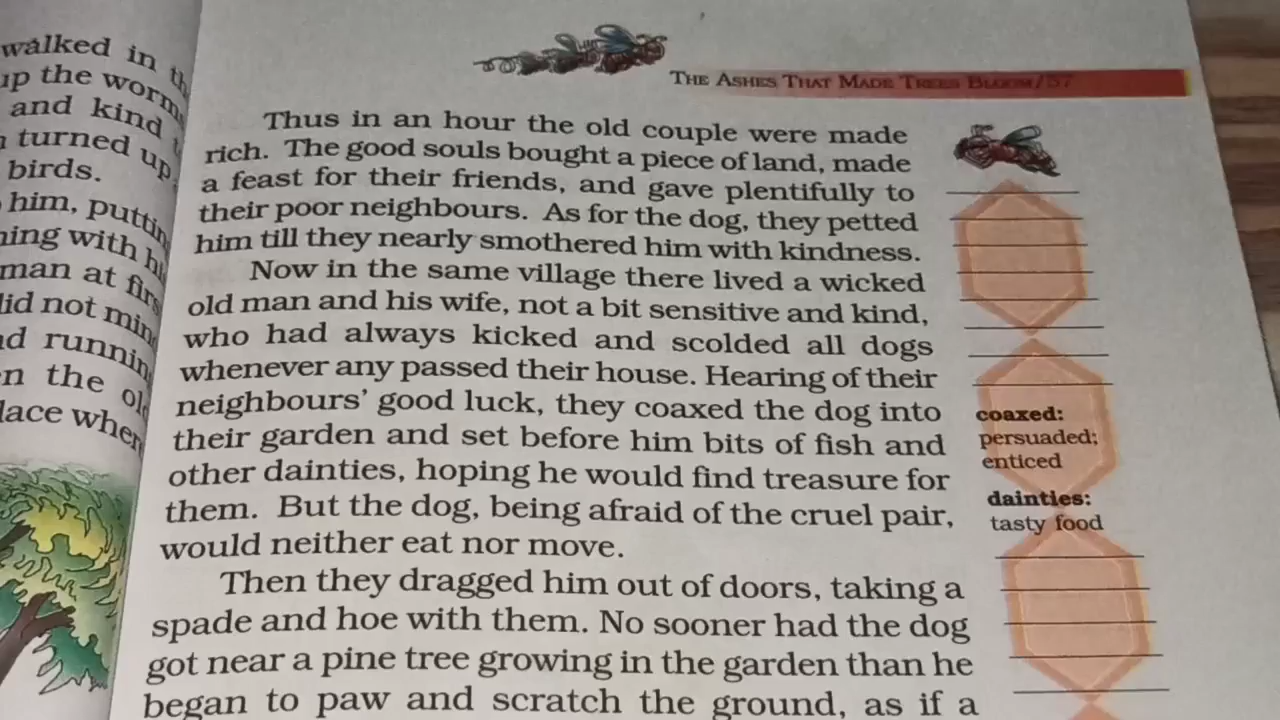 walked in
up the worm
and kind
turned up
birds.
him, puttin
ning with
man at firs
did not min
nd runnin
n the ol
lace when
THE ASHES THAT MADE TREES BLOOM/57
Thus in an hour the old couple were made
rich. The good souls bought a piece of land, made
a feast for their friends, and gave plentifully to
their poor neighbours. As for the dog, they petted
him till they nearly smothered him with kindness.
Now in the same village there lived a wicked
old man and his wife, not a bit sensitive and kind,
who had always kicked and scolded all dogs
whenever any passed their house. Hearing of their
neighbours' good luck, they coaxed the dog into
their garden and set before him bits of fish and
other dainties, hoping he would find treasure for
them. But the dog, being afraid of the cruel pair,
would neither eat nor move.
Then they dragged him out of doors, taking a
spade and hoe with them. No sooner had the dog
got near a pine tree growing in the garden than he
began to paw and scratch the ground, as if a
coaxed:
persuaded;
enticed
dainties:
tasty food